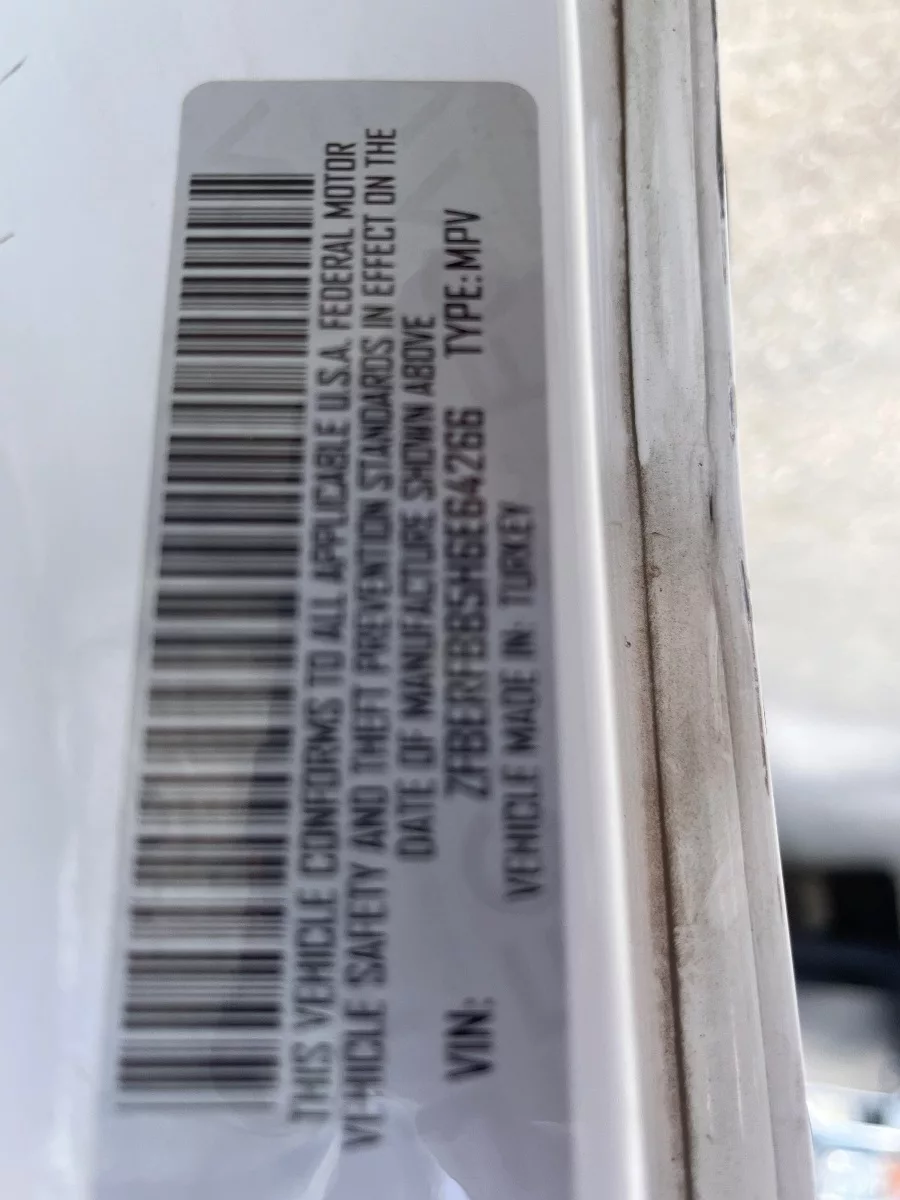 THIS VEHICLE CONFORMS TO ALL APPLICABLE U.S.A. FEDERAL MOTOR
VEHICLE SAFETY AND THEFT PREVENTION STANDARDS IN EFFECT ON THE
DATE OF MANUFACTURE SHOWN ABOVE
VIN: ZFBERFBB5H6E64266 TYPE: MPV
VEHICLE MADE IN: TURKEY